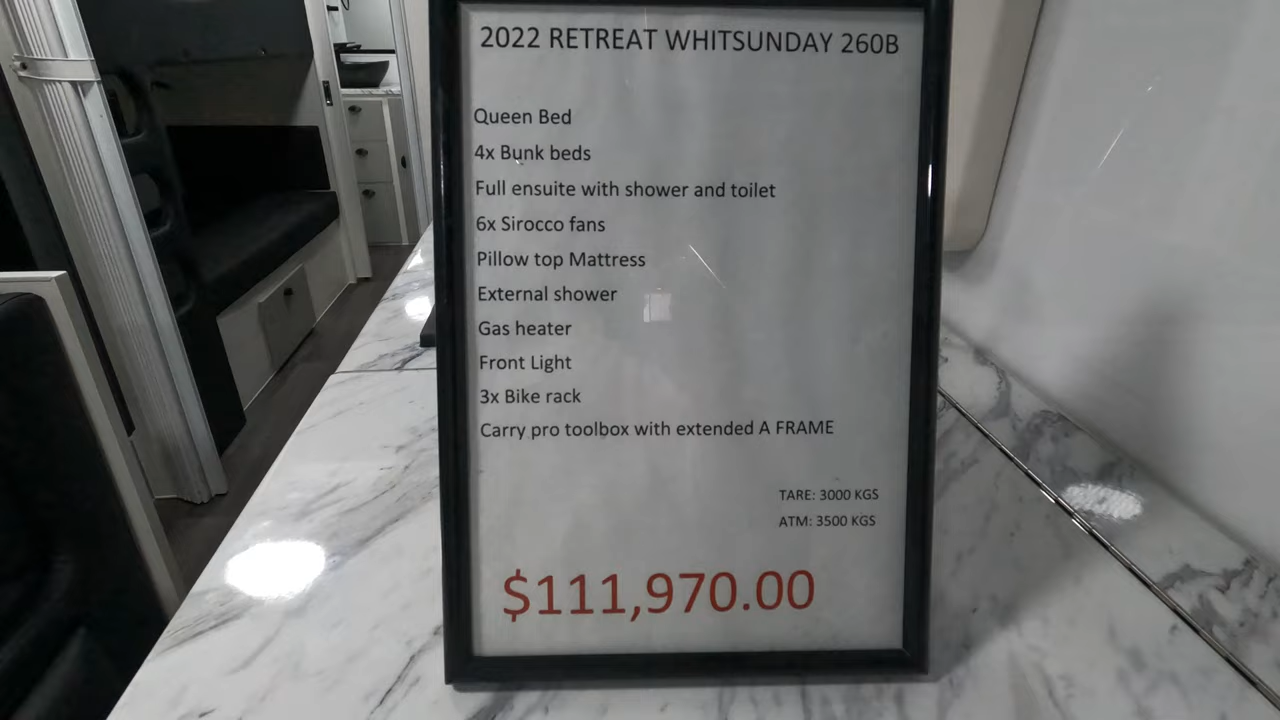 2022 RETREAT WHITSUNDAY 260B
Queen Bed
4x Bunk beds
Full ensuite with shower and toilet
6x Sirocco fans
Pillow top Mattress
External shower
Gas heater
Front Light
3x Bike rack
Carry pro toolbox with extended A FRAME
TARE: 3000 KGS
ATM: 3500 KGS
$111,970.00